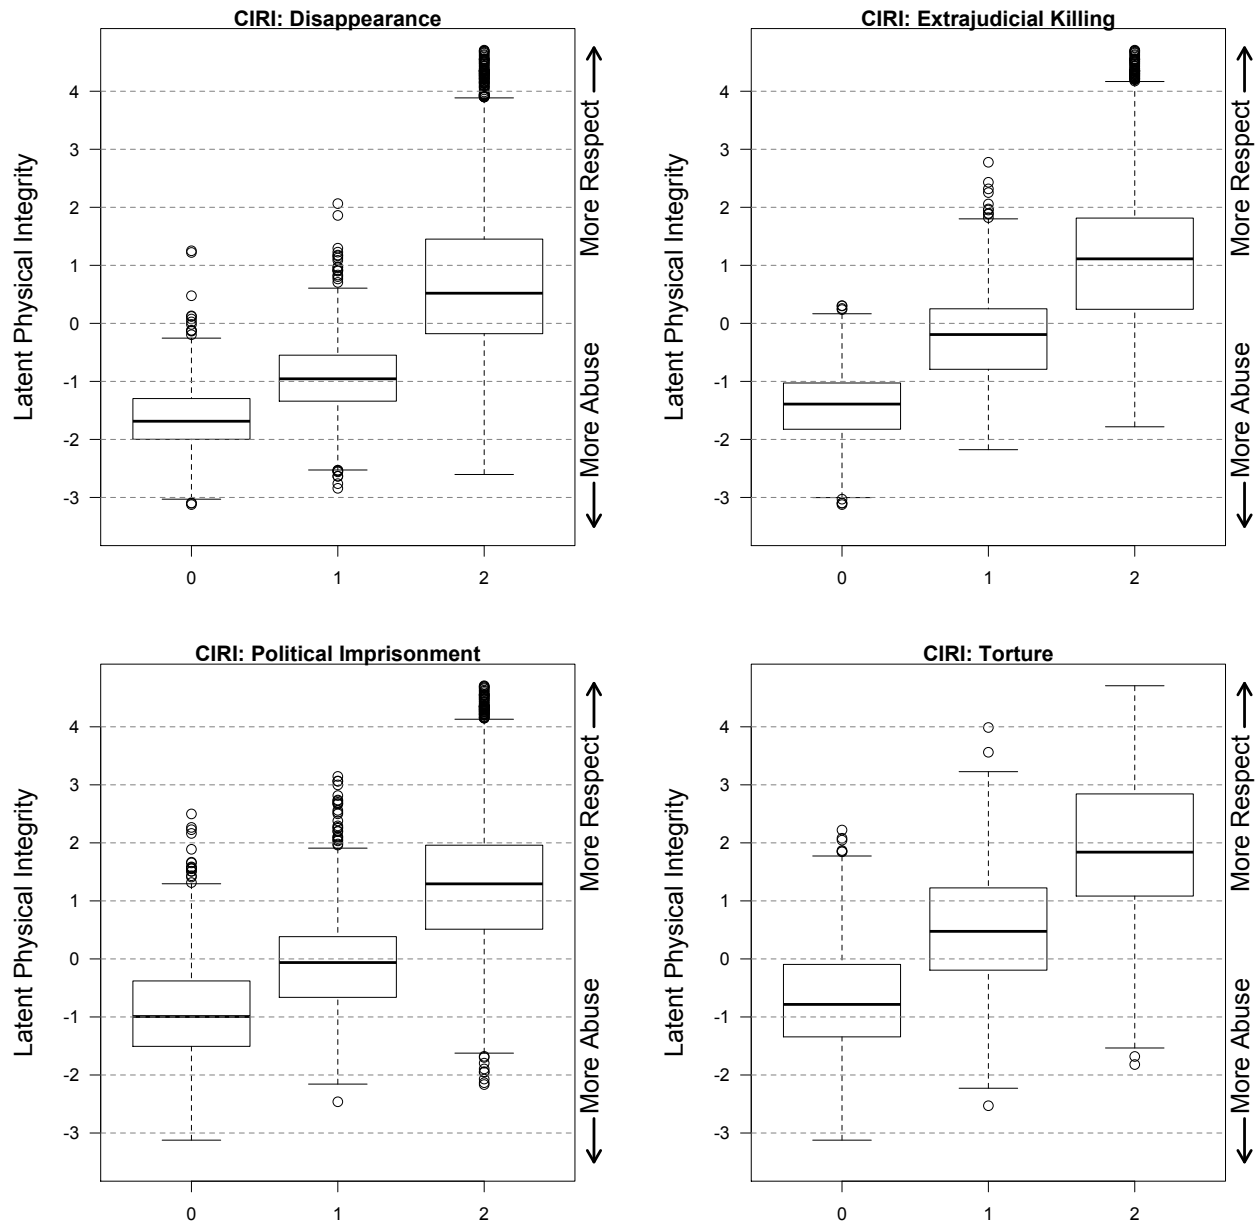 CIRI: Disappearance
Latent Physical Integrity
4
3
2
1
0
-1
-2
-3
0 1 2
More Respect
More Abuse
CIRI: Extrajudicial Killing
Latent Physical Integrity
4
3
2
1
0
-1
-2
-3
0 1 2
More Respect
More Abuse
CIRI: Political Imprisonment
Latent Physical Integrity
4
3
2
1
0
-1
-2
-3
0 1 2
More Respect
More Abuse
CIRI: Torture
Latent Physical Integrity
4
3
2
1
0
-1
-2
-3
0 1 2
More Respect
More Abuse